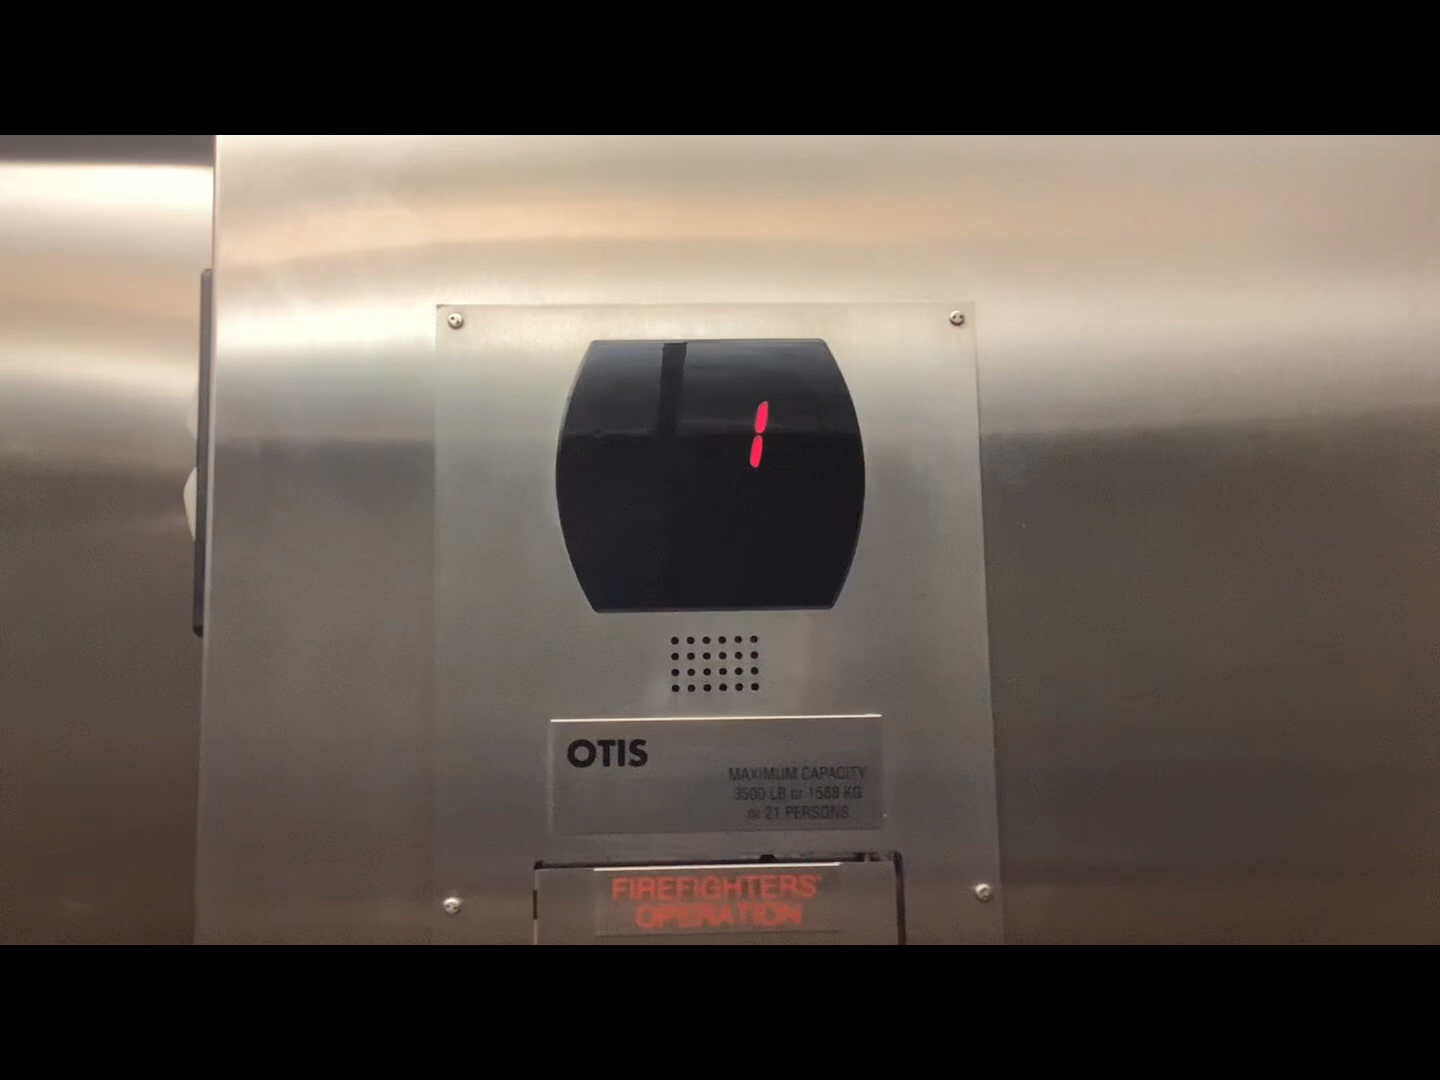 1
OTIS
MAXIMUM CAPACITY
3500 LB or 1588 KG
or 21 PERSONS
FIREFIGHTERS'
OPERATION